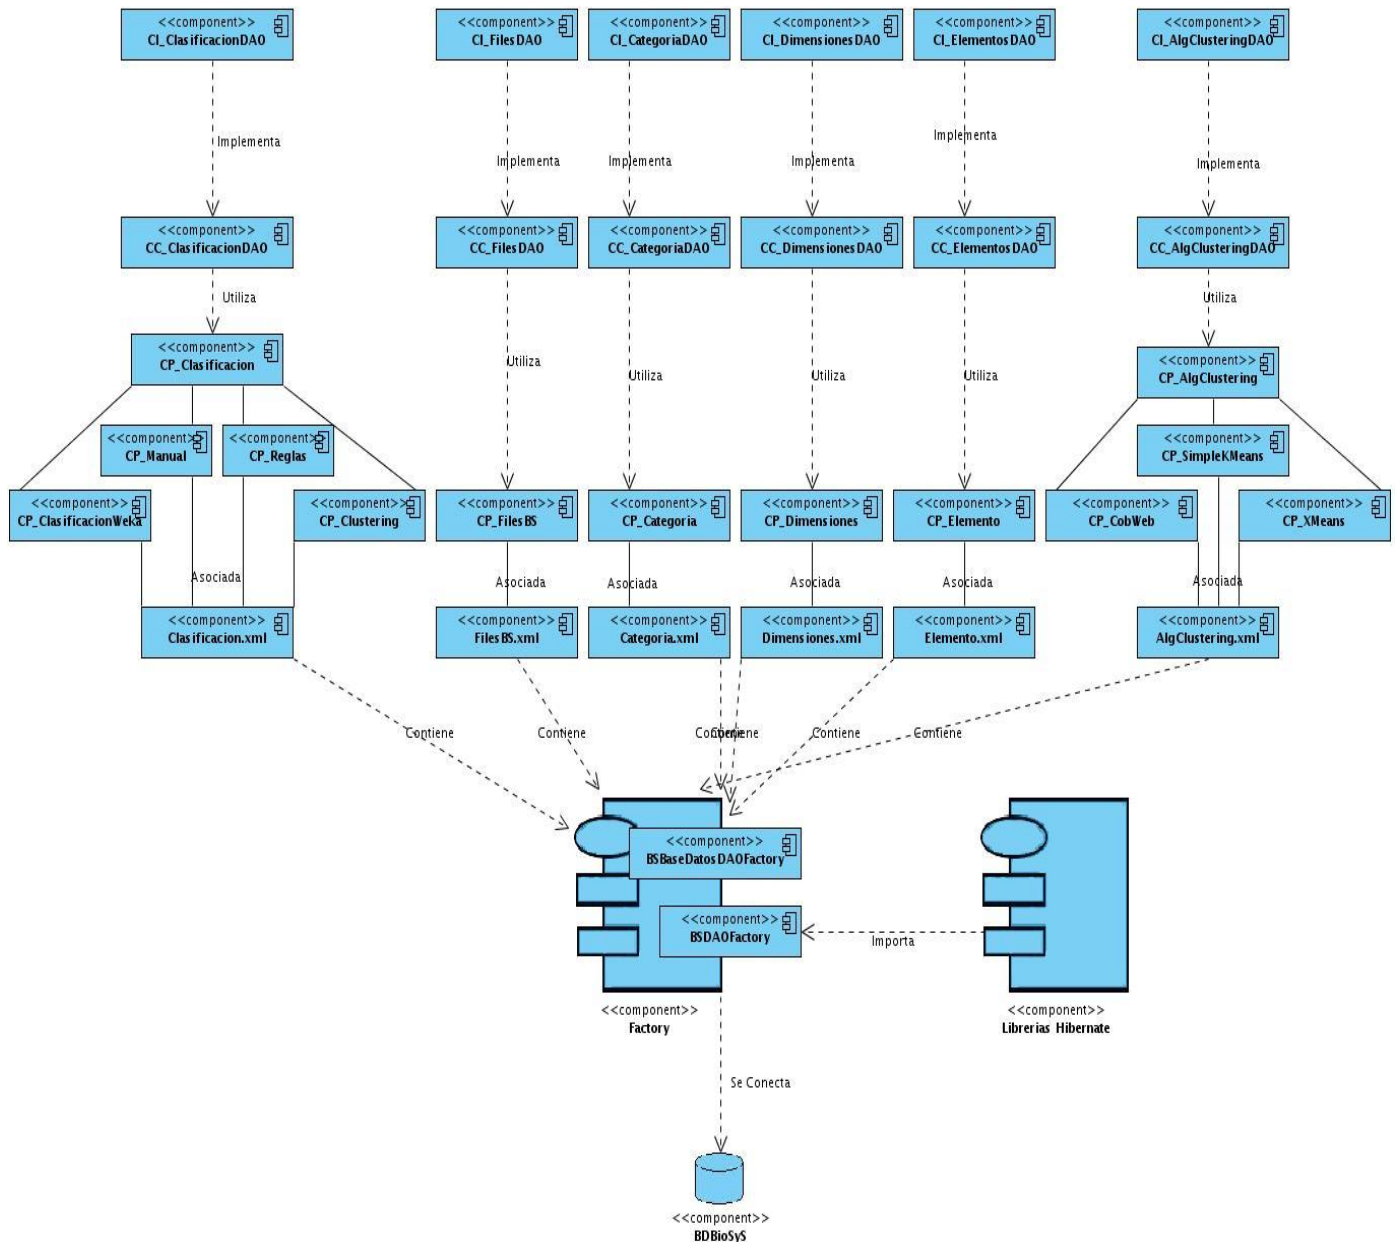 <<component>>
CI_ClasificacionDAO
<<component>>
CI_FilesDAO
<<component>>
CI_CategoriaDAO
<<component>>
CI_DimensionesDAO
<<component>>
CI_ElementosDAO
<<component>>
CI_AlgClusteringDAO
Implementa
Implementa
Implementa
Implementa
Implementa
Implementa
<<component>>
CC_ClasificacionDAO
<<component>>
CC_FilesDAO
<<component>>
CC_CategoriaDAO
<<component>>
CC_DimensionesDAO
<<component>>
CC_ElementosDAO
<<component>>
CC_AlgClusteringDAO
Utiliza
Utiliza
Utiliza
Utiliza
Utiliza
Utiliza
<<component>>
CP_Clasificacion
<<component>>
CP_AlgClustering
<<component>>
CP_Manual
<<component>>
CP_Reglas
<<component>>
CP_SimpleKMeans
<<component>>
CP_ClasificacionWeka
<<component>>
CP_Clustering
<<component>>
CP_FilesBS
<<component>>
CP_Categoria
<<component>>
CP_Dimensiones
<<component>>
CP_Elemento
<<component>>
CP_CobWeb
<<component>>
CP_XMeans
Asociada
Asociada
Asociada
Asociada
Asociada
Asociada
<<component>>
Clasificacion.xml
<<component>>
FilesBS.xml
<<component>>
Categoria.xml
<<component>>
Dimensiones.xml
<<component>>
Elemento.xml
<<component>>
AlgClustering.xml
Contiene
Contiene
Contiene
Contiene
Contiene
Contiene
<<component>>
BSBaseDatosDAOFactory
<<component>>
BSDAOFactory
Importa
<<component>>
Factory
<<component>>
Librerias Hibernate
Se Conecta
<<component>>
BDBioSyS